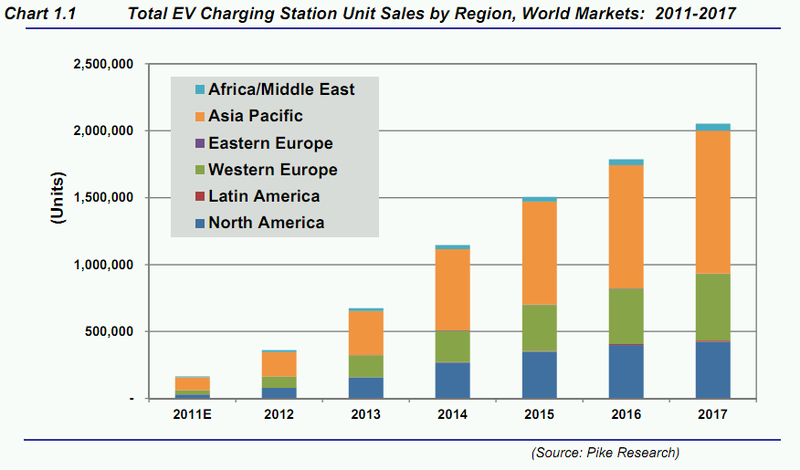 Chart 1.1 Total EV Charging Station Unit Sales by Region, World Markets: 2011-2017
2,500,000
2,000,000
1,500,000
1,000,000
500,000
-
(Units)
Africa/Middle East
Asia Pacific
Eastern Europe
Western Europe
Latin America
North America
2011E 2012 2013 2014 2015 2016 2017
(Source: Pike Research)